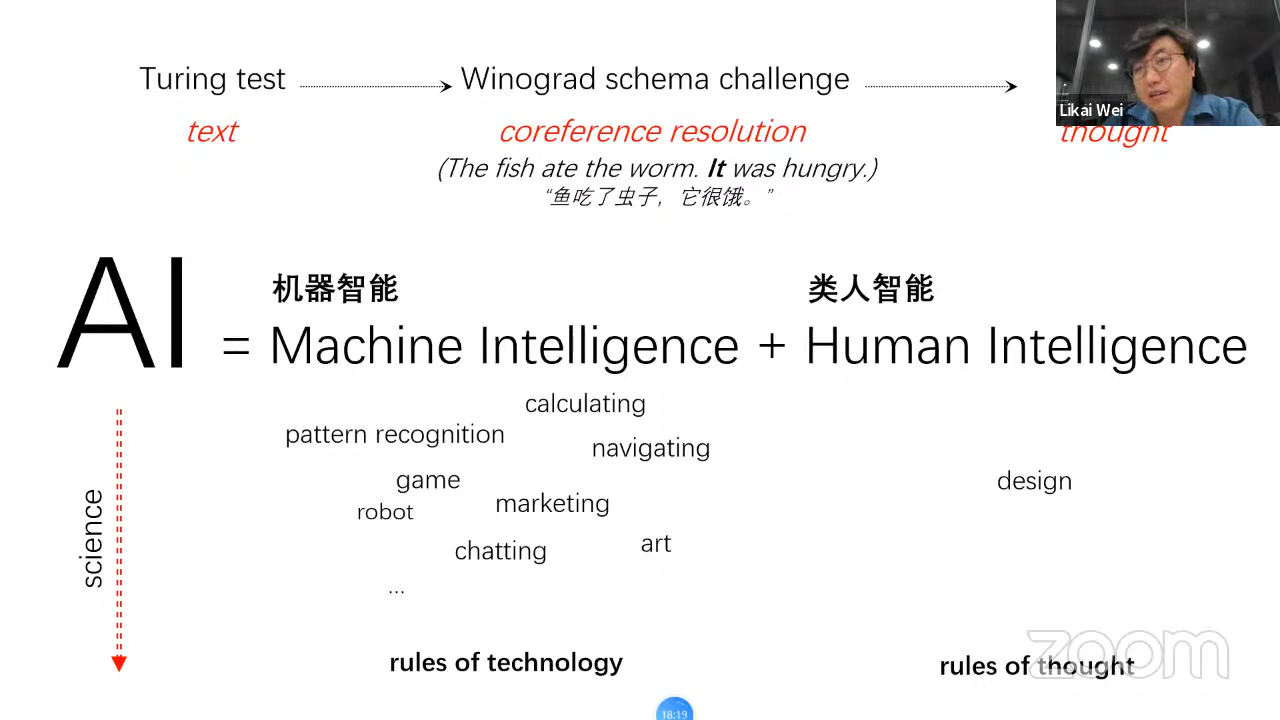 Turing test
Winograd schema challenge
Likai Wei
text
coreference resolution
thought
(The fish ate the worm. It was hungry.)
“鱼吃了虫子，它很饿。”
AI
机器智能
类人智能
= Machine Intelligence + Human Intelligence
calculating
pattern recognition
navigating
game
design
marketing
robot
art
chatting
science
...
rules of technology
rules of thought
zoom
18:19